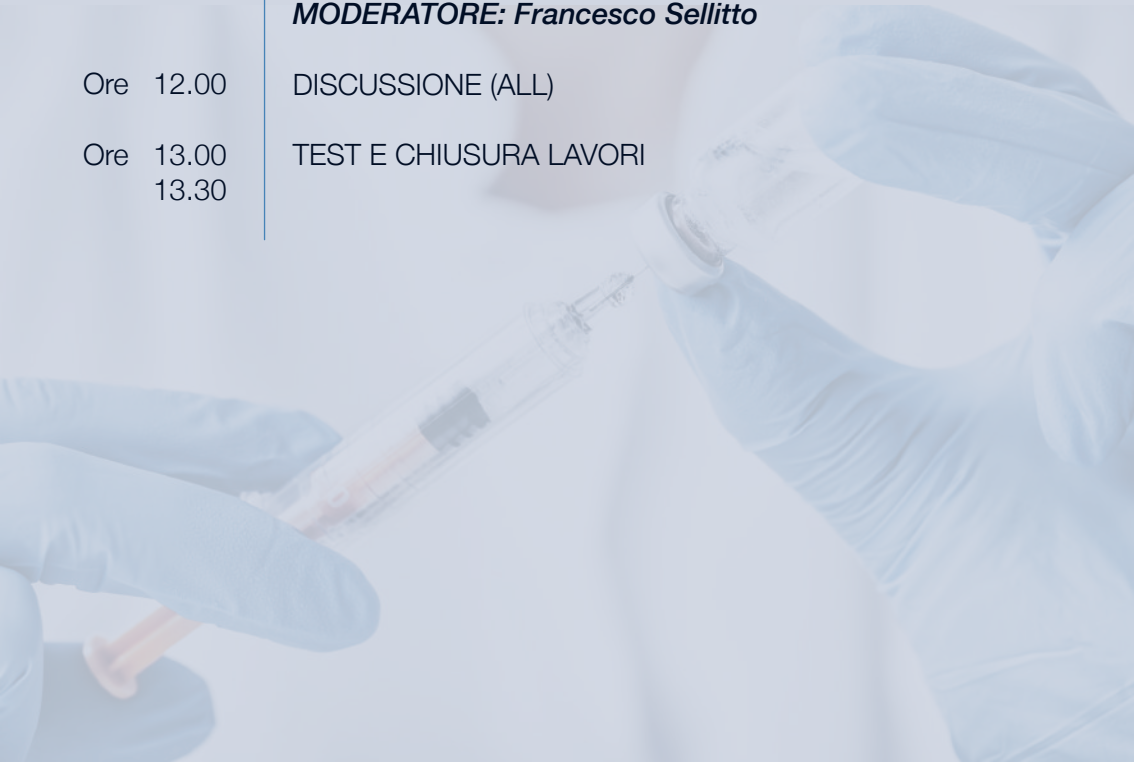 MODERATORE: Francesco Sellitto
Ore 12.00 DISCUSSIONE (ALL)
Ore 13.00 TEST E CHIUSURA LAVORI
13.30